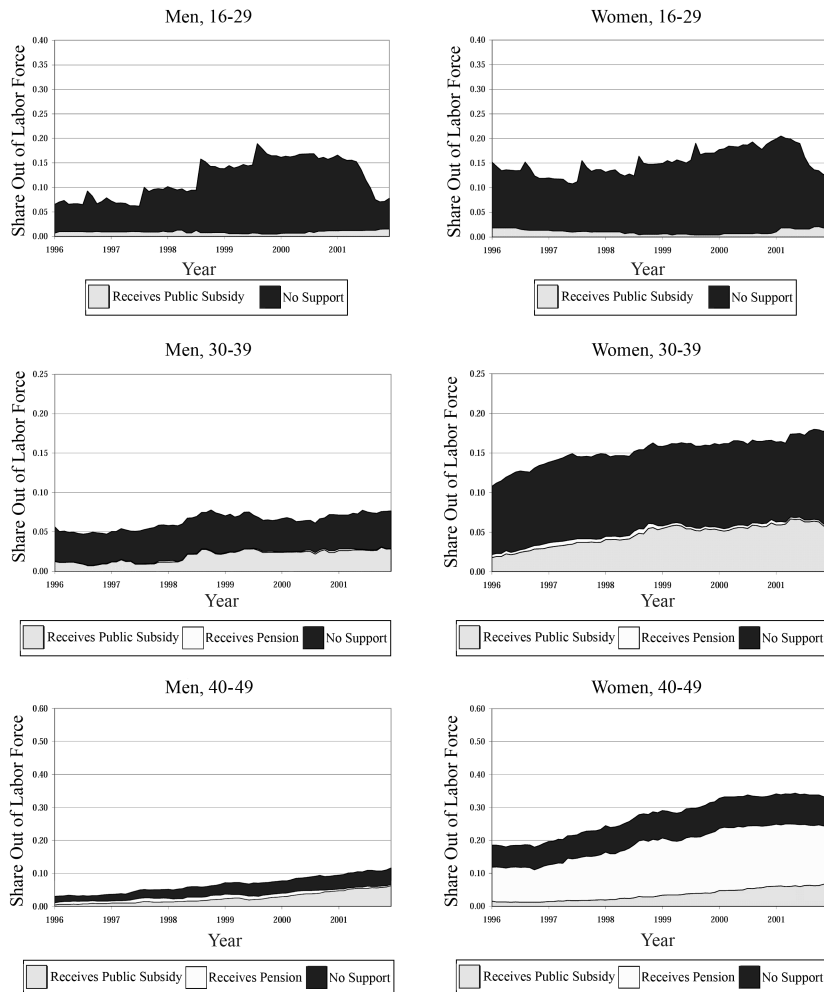 Men, 16-29
Share Out of Labor Force
0.40
0.35
0.30
0.25
0.20
0.15
0.10
0.05
0.00
1996 1997 1998 1999 2000 2001
Year
Receives Public Subsidy No Support
Women, 16-29
Share Out of Labor Force
0.40
0.35
0.30
0.25
0.20
0.15
0.10
0.05
0.00
1996 1997 1998 1999 2000 2001
Year
Receives Public Subsidy No Support
Men, 30-39
Share Out of Labor Force
0.25
0.20
0.15
0.10
0.05
0.00
1996 1997 1998 1999 2000 2001
Year
Receives Public Subsidy Receives Pension No Support
Women, 30-39
Share Out of Labor Force
0.25
0.20
0.15
0.10
0.05
0.00
1996 1997 1998 1999 2000 2001
Year
Receives Public Subsidy Receives Pension No Support
Men, 40-49
Share Out of Labor Force
0.60
0.50
0.40
0.30
0.20
0.10
0.00
1996 1997 1998 1999 2000 2001
Year
Receives Public Subsidy Receives Pension No Support
Women, 40-49
Share Out of Labor Force
0.60
0.50
0.40
0.30
0.20
0.10
0.00
1996 1997 1998 1999 2000 2001
Year
Receives Public Subsidy Receives Pension No Support